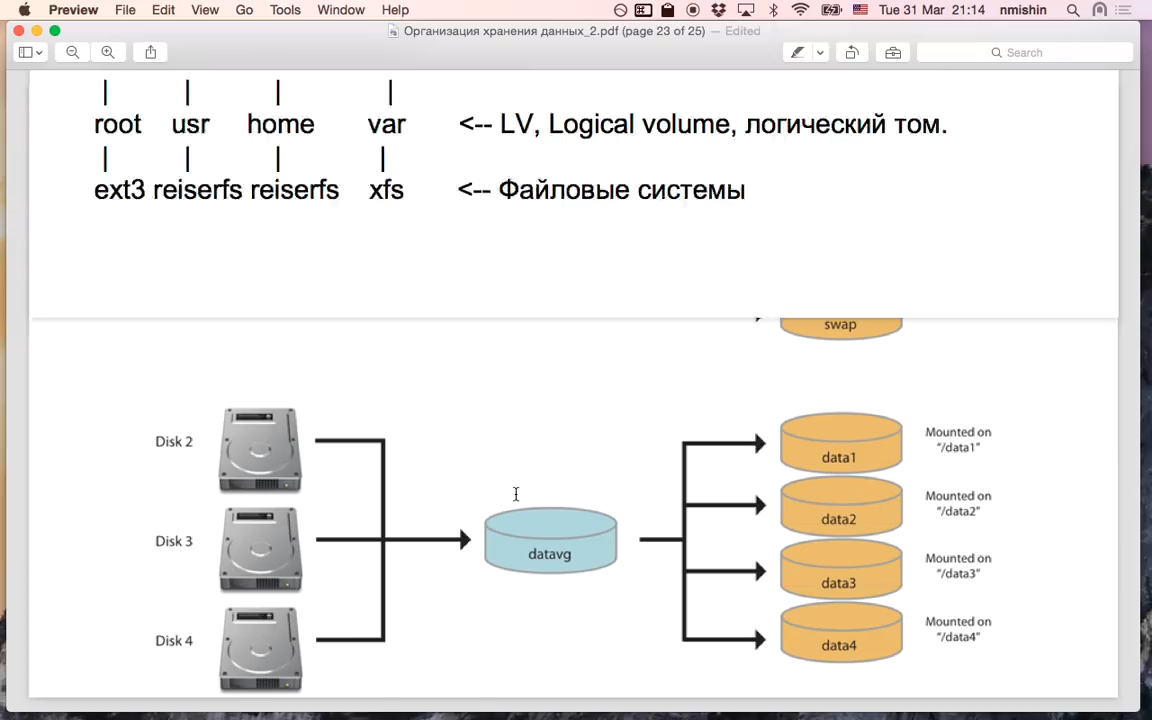 Preview File Edit View Go Tools Window Help Tue 31 Mar 21:14 nmishin
Организация хранения данных_2.pdf (page 23 of 25) — Edited
Search
| | | |
root usr home var <-- LV, Logical volume, логический том.
| | | |
ext3 reiserfs reiserfs xfs <-- Файловые системы
swap
Disk 2
Disk 3
Disk 4
datavg
data1
Mounted on
"/data1"
data2
Mounted on
"/data2"
data3
Mounted on
"/data3"
data4
Mounted on
"/data4"